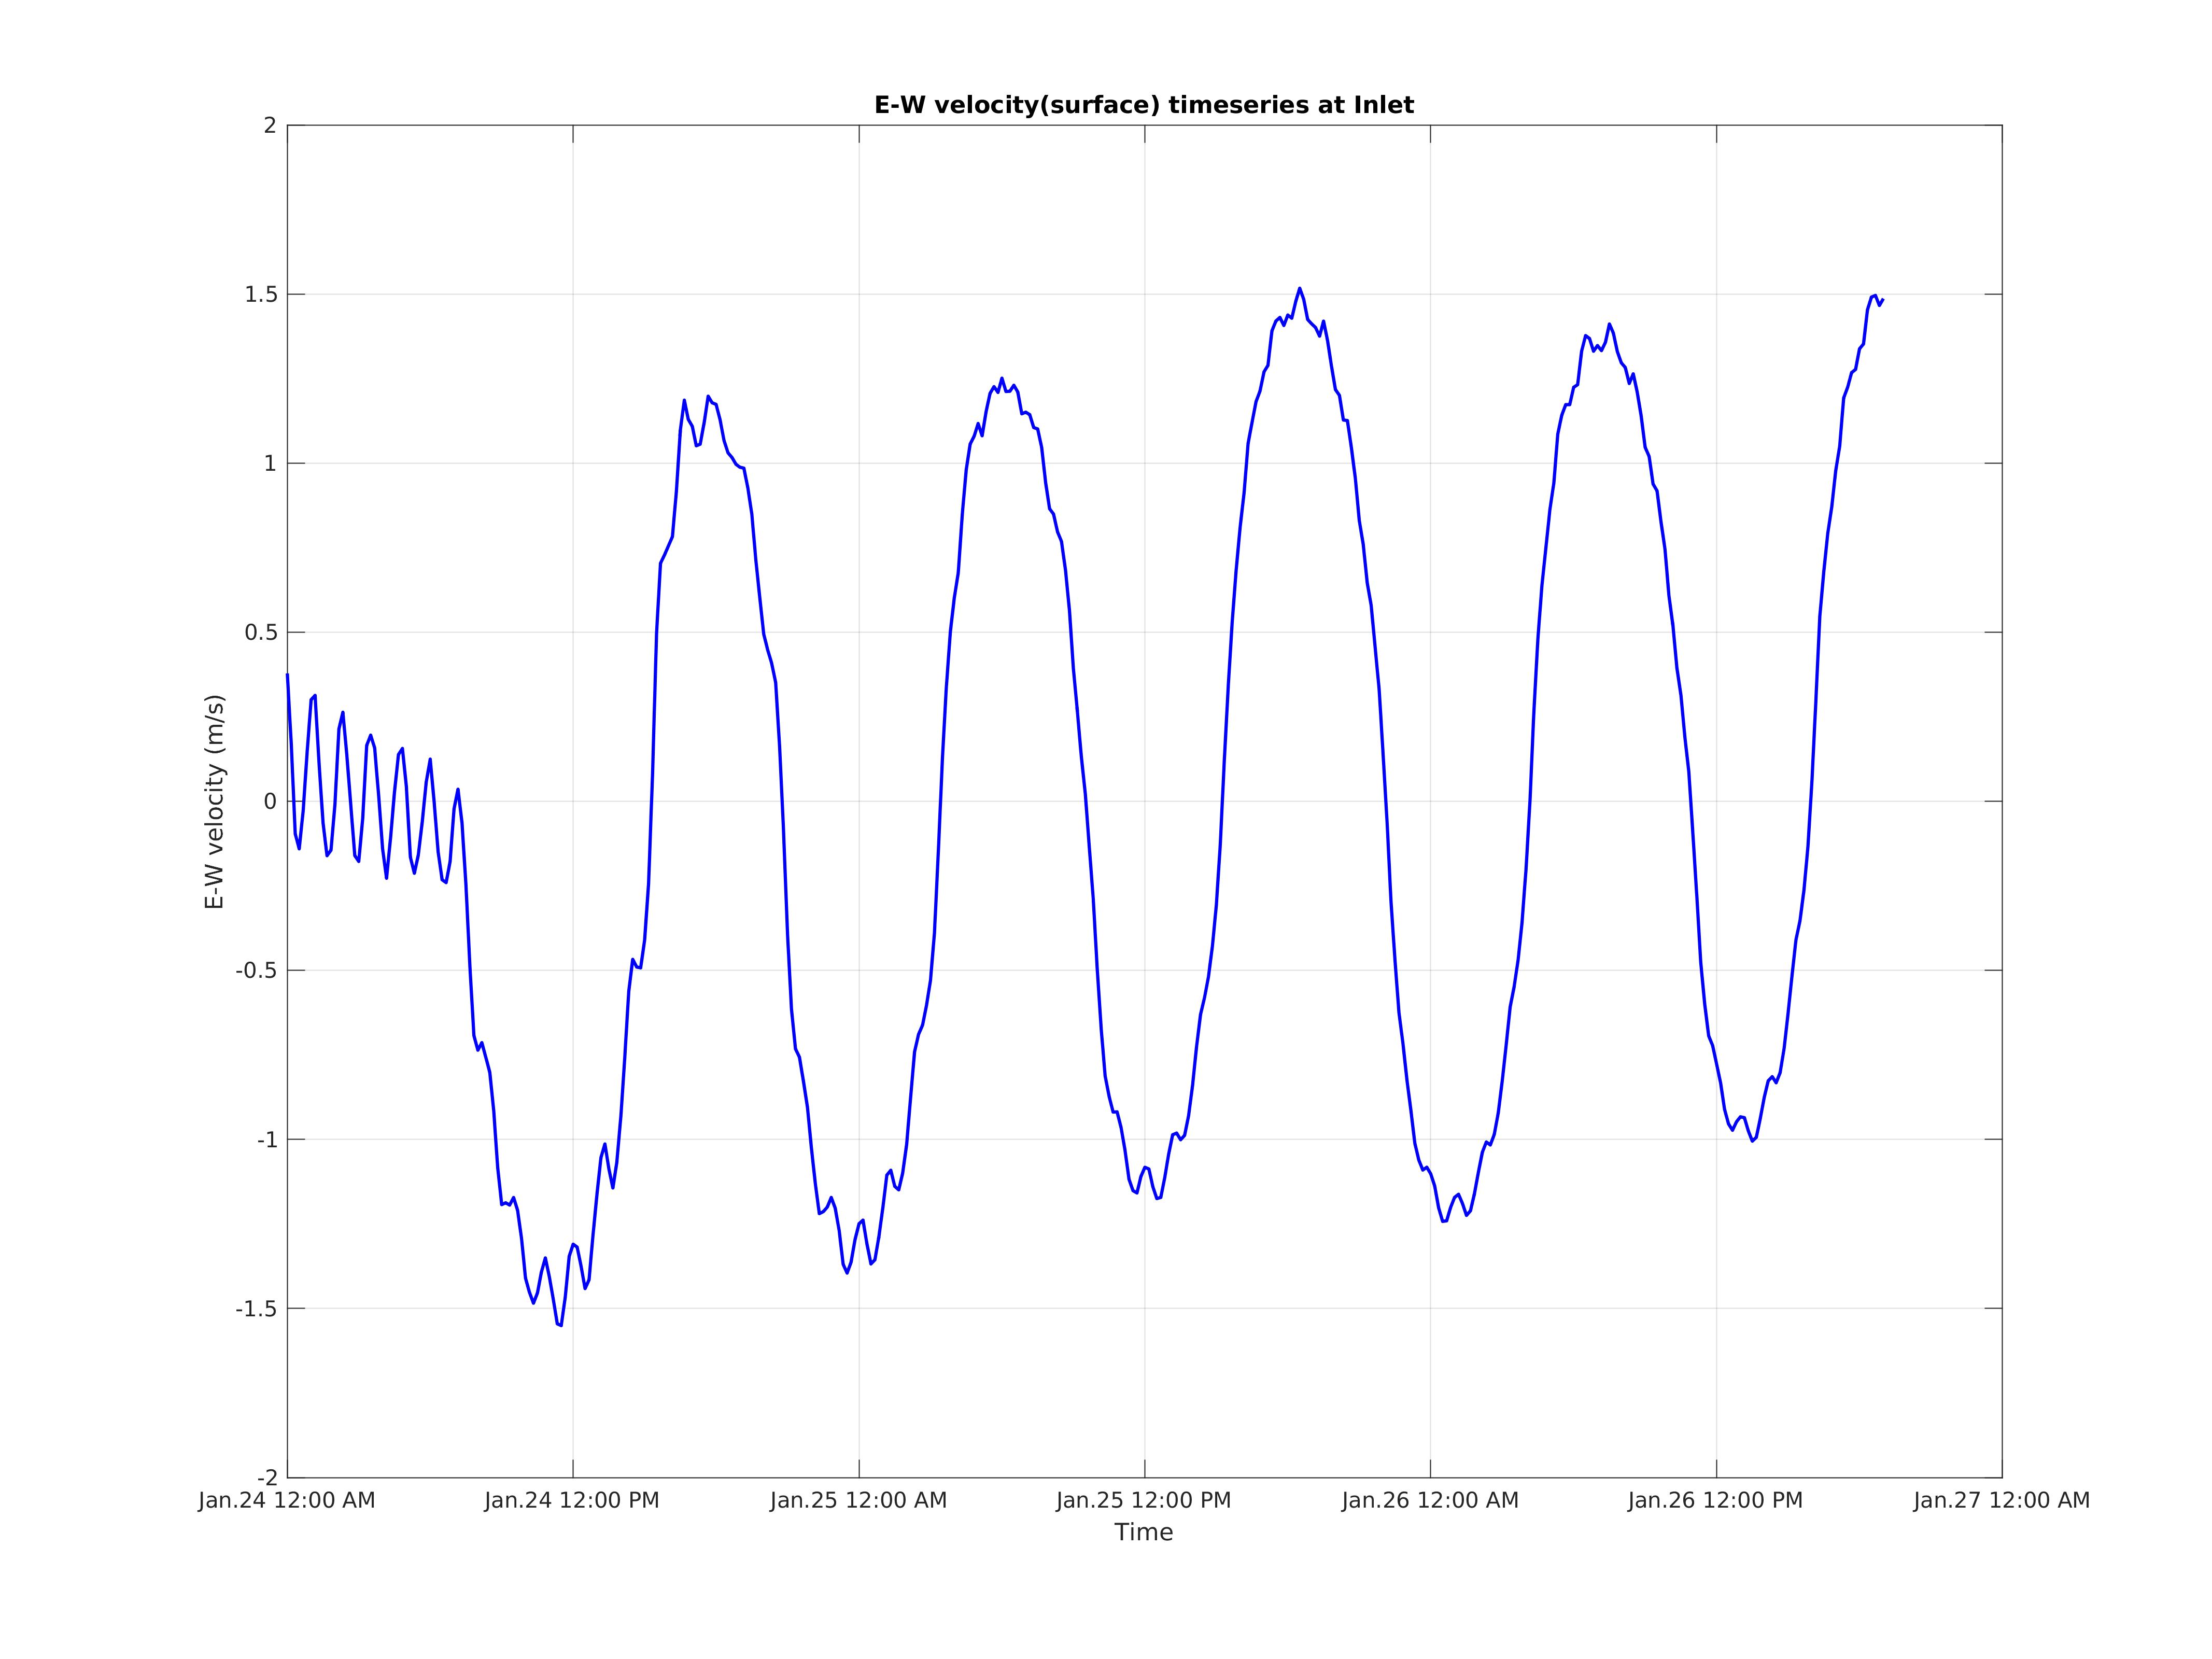 E-W velocity(surface) timeseries at Inlet
2
1.5
1
0.5
0
-0.5
-1
-1.5
-2
E-W velocity (m/s)
Jan.24 12:00 AM
Jan.24 12:00 PM
Jan.25 12:00 AM
Jan.25 12:00 PM
Jan.26 12:00 AM
Jan.26 12:00 PM
Jan.27 12:00 AM
Time